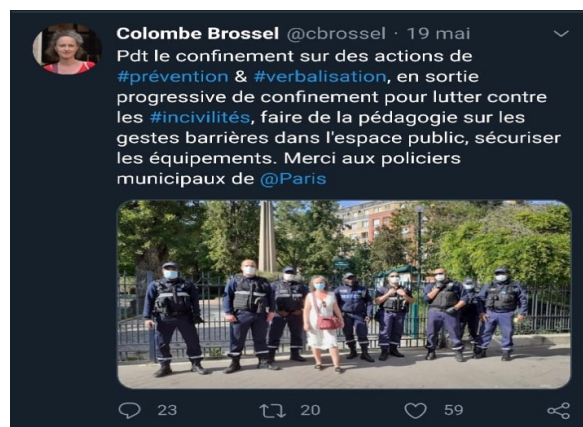 Colombe Brossel @cbrossel · 19 mai
Pdt le confinement sur des actions de
#prévention & #verbalisation, en sortie
progressive de confinement pour lutter contre
les #incivilités, faire de la pédagogie sur les
gestes barrières dans l'espace public, sécuriser
les équipements. Merci aux policiers
municipaux de @Paris
23 20 59